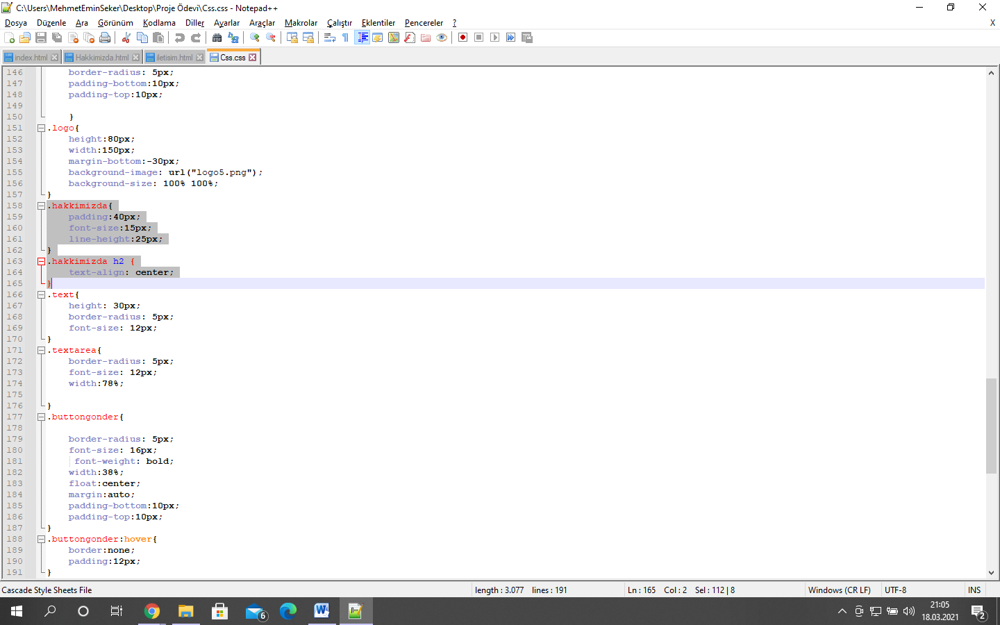 C:\Users\MehmetEminSeker\Desktop\Proje Ödevi\Css.css - Notepad++
Dosya Düzenle Ara Görünüm Kodlama Diller Ayarlar Araçlar Makrolar Çalıştır Eklentiler Pencereler ? X
index.html Hakkimizda.html iletisim.html Css.css
146 border-radius: 5px;
147 padding-bottom:10px;
148 padding-top:10px;
149
150 }
151 .logo{
152 height:80px;
153 width:150px;
154 margin-bottom:-30px;
155 background-image: url("logo5.png");
156 background-size: 100% 100%;
157 }
158 .hakkimizda{
159 padding:40px;
160 font-size:15px;
161 line-height:25px;
162 }
163 .hakkimizda h2 {
164 text-align: center;
165 }
166 .text{
167 height: 30px;
168 border-radius: 5px;
169 font-size: 12px;
170 }
171 .textarea{
172 border-radius: 5px;
173 font-size: 12px;
174 width:78%;
175
176 }
177 .buttongonder{
178
179 border-radius: 5px;
180 font-size: 16px;
181 font-weight: bold;
182 width:38%;
183 float:center;
184 margin:auto;
185 padding-bottom:10px;
186 padding-top:10px;
187 }
188 .buttongonder:hover{
189 border:none;
190 padding:12px;
191 }
Cascade Style Sheets File length : 3.077 lines : 191 Ln : 165 Col : 2 Sel : 112 | 8 Windows (CR LF) UTF-8 INS
6 21:05
18.03.2021 2